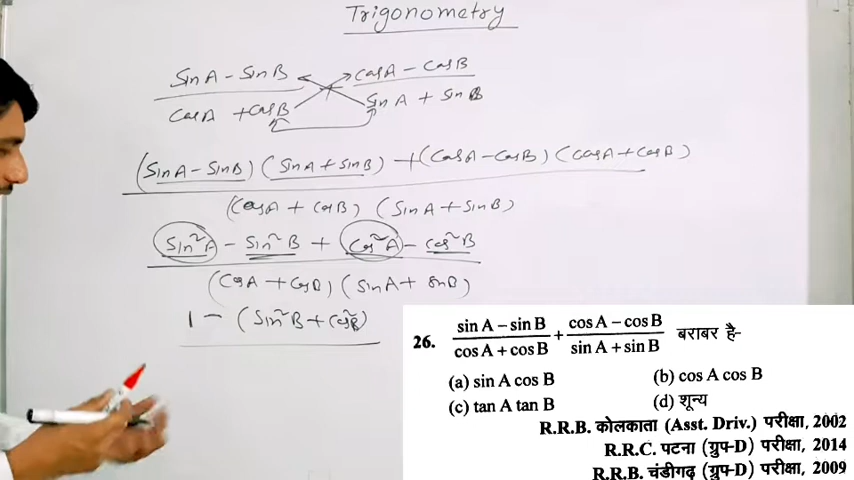 Trigonometry
SinA - SinB CosA - CosB
CosA + CosB SinA + SinB
(SinA - SinB) (SinA + SinB) + (CosA - CosB) (CosA + CosB)
(CosA + CosB) (SinA + SinB)
Sin²A - Sin²B + Cos²A - Cos²B
(CosA + CosB) (SinA + SinB)
1 - (Sin²B + Cos²B)
26. sin A – sin B / cos A + cos B + cos A – cos B / sin A + sin B बराबर है-
(a) sin A cos B (b) cos A cos B
(c) tan A tan B (d) शून्य
R.R.B. कोलकाता (Asst. Driv.) परीक्षा, 2002
R.R.C. पटना (ग्रुप-D) परीक्षा, 2014
R.R.B. चंडीगढ़ (ग्रुप-D) परीक्षा, 2009